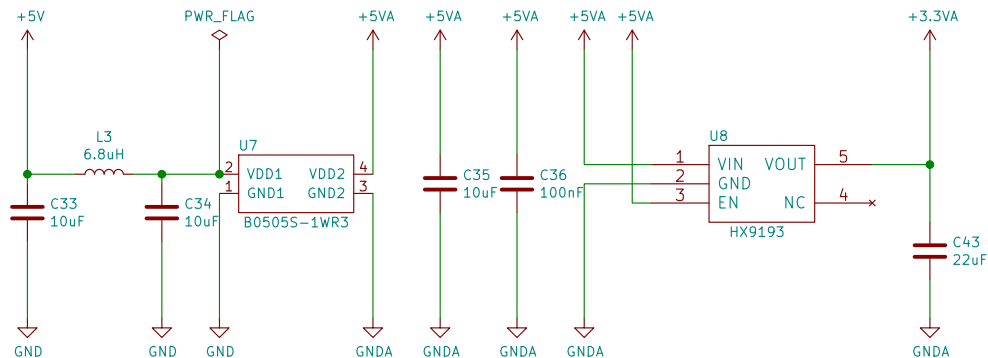 +5V
PWR_FLAG
+5VA
+5VA
+5VA
+5VA
+5VA
+3.3VA
L3
6.8uH
U7
2 VDD1 VDD2 4
1 GND1 GND2 3
B0505S-1WR3
C33
10uF
C34
10uF
C35
10uF
C36
100nF
U8
1 VIN VOUT 5
2 GND
3 EN NC 4
HX9193
C43
22uF
GND
GND
GND
GNDA
GNDA
GNDA
GNDA
GNDA